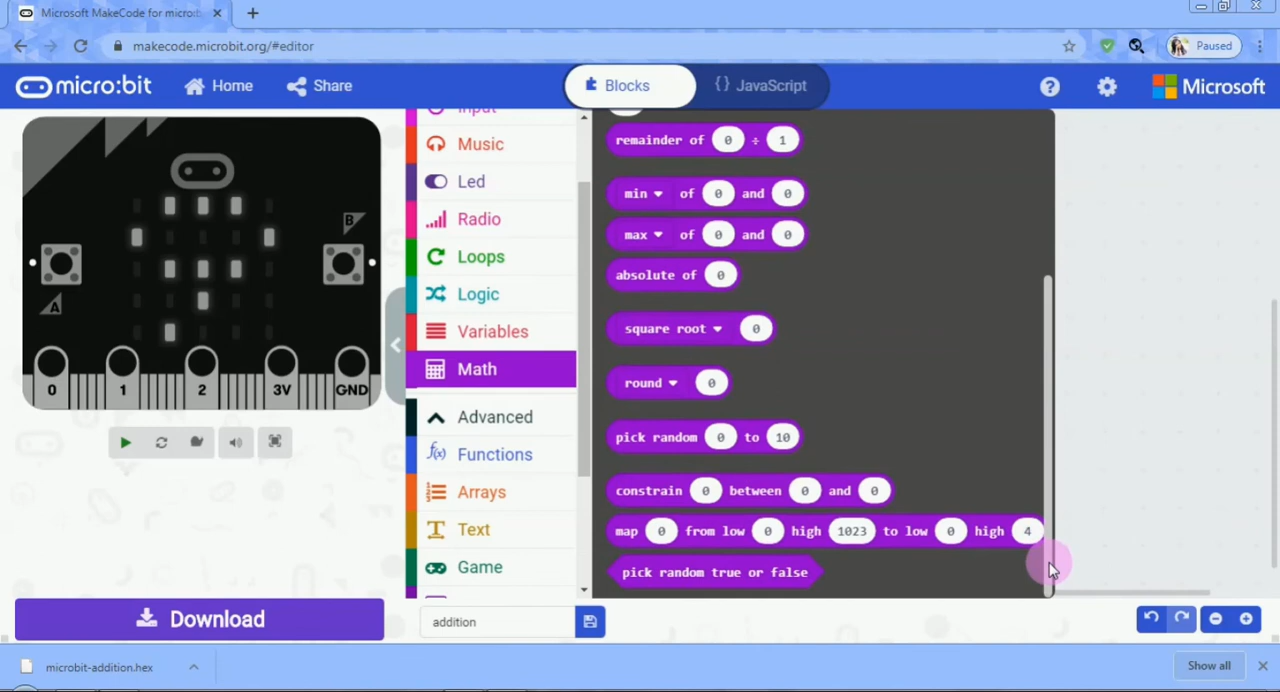 Microsoft MakeCode for micro:b
makecode.microbit.org/#editor
Paused
micro:bit
Home
Share
Blocks
{} JavaScript
?
Microsoft
Input
Music
Led
Radio
Loops
Logic
Variables
Math
Advanced
f(x) Functions
Arrays
Text
Game
remainder of 0 ÷ 1
min of 0 and 0
max of 0 and 0
absolute of 0
square root 0
round 0
pick random 0 to 10
constrain 0 between 0 and 0
map 0 from low 0 high 1023 to low 0 high 4
pick random true or false
A
B
0 1 2 3V GND
Download
addition
microbit-addition.hex
Show all